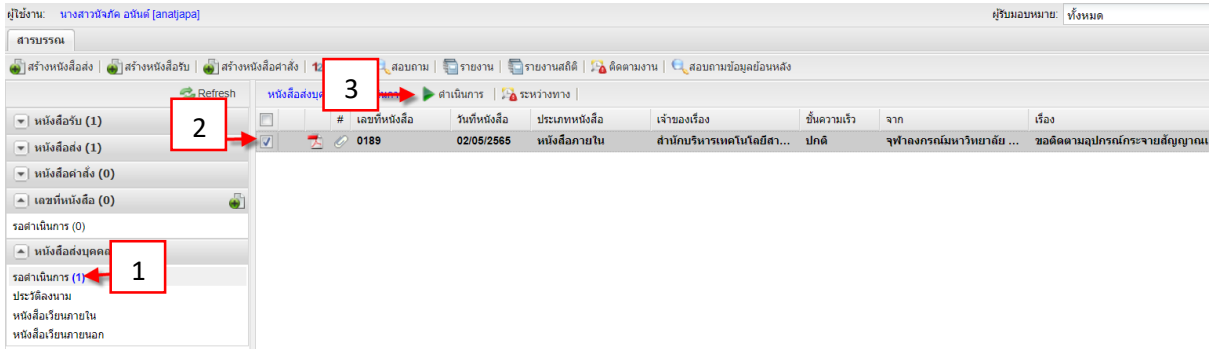 ผู้ใช้งาน: นางสาวนัจภัค อนันต์ [anatjapa] ผู้รับมอบหมาย: ทั้งหมด
สารบรรณ
สร้างหนังสือส่ง | สร้างหนังสือรับ | สร้างหนังสือคำสั่ง | สอบถาม | รายงาน | รายงานสถิติ | ติดตามงาน | สอบถามข้อมูลย้อนหลัง
Refresh หนังสือส่งบุคคล 3 ดำเนินการ | ระหว่างทาง |
# เลขที่หนังสือ วันที่หนังสือ ประเภทหนังสือ เจ้าของเรื่อง ชั้นความเร็ว จาก เรื่อง
หนังสือรับ (1)
2
0189 02/05/2565 หนังสือภายใน สำนักบริหารเทคโนโลยีสา... ปกติ จุฬาลงกรณ์มหาวิทยาลัย ... ขอติดตามอุปกรณ์กระจายสัญญาณ
หนังสือส่ง (1)
หนังสือคำสั่ง (0)
เลขที่หนังสือ (0)
รอดำเนินการ (0)
หนังสือส่งบุคคล
รอดำเนินการ (1) 1
ประวัติลงนาม
หนังสือเวียนภายใน
หนังสือเวียนภายนอก